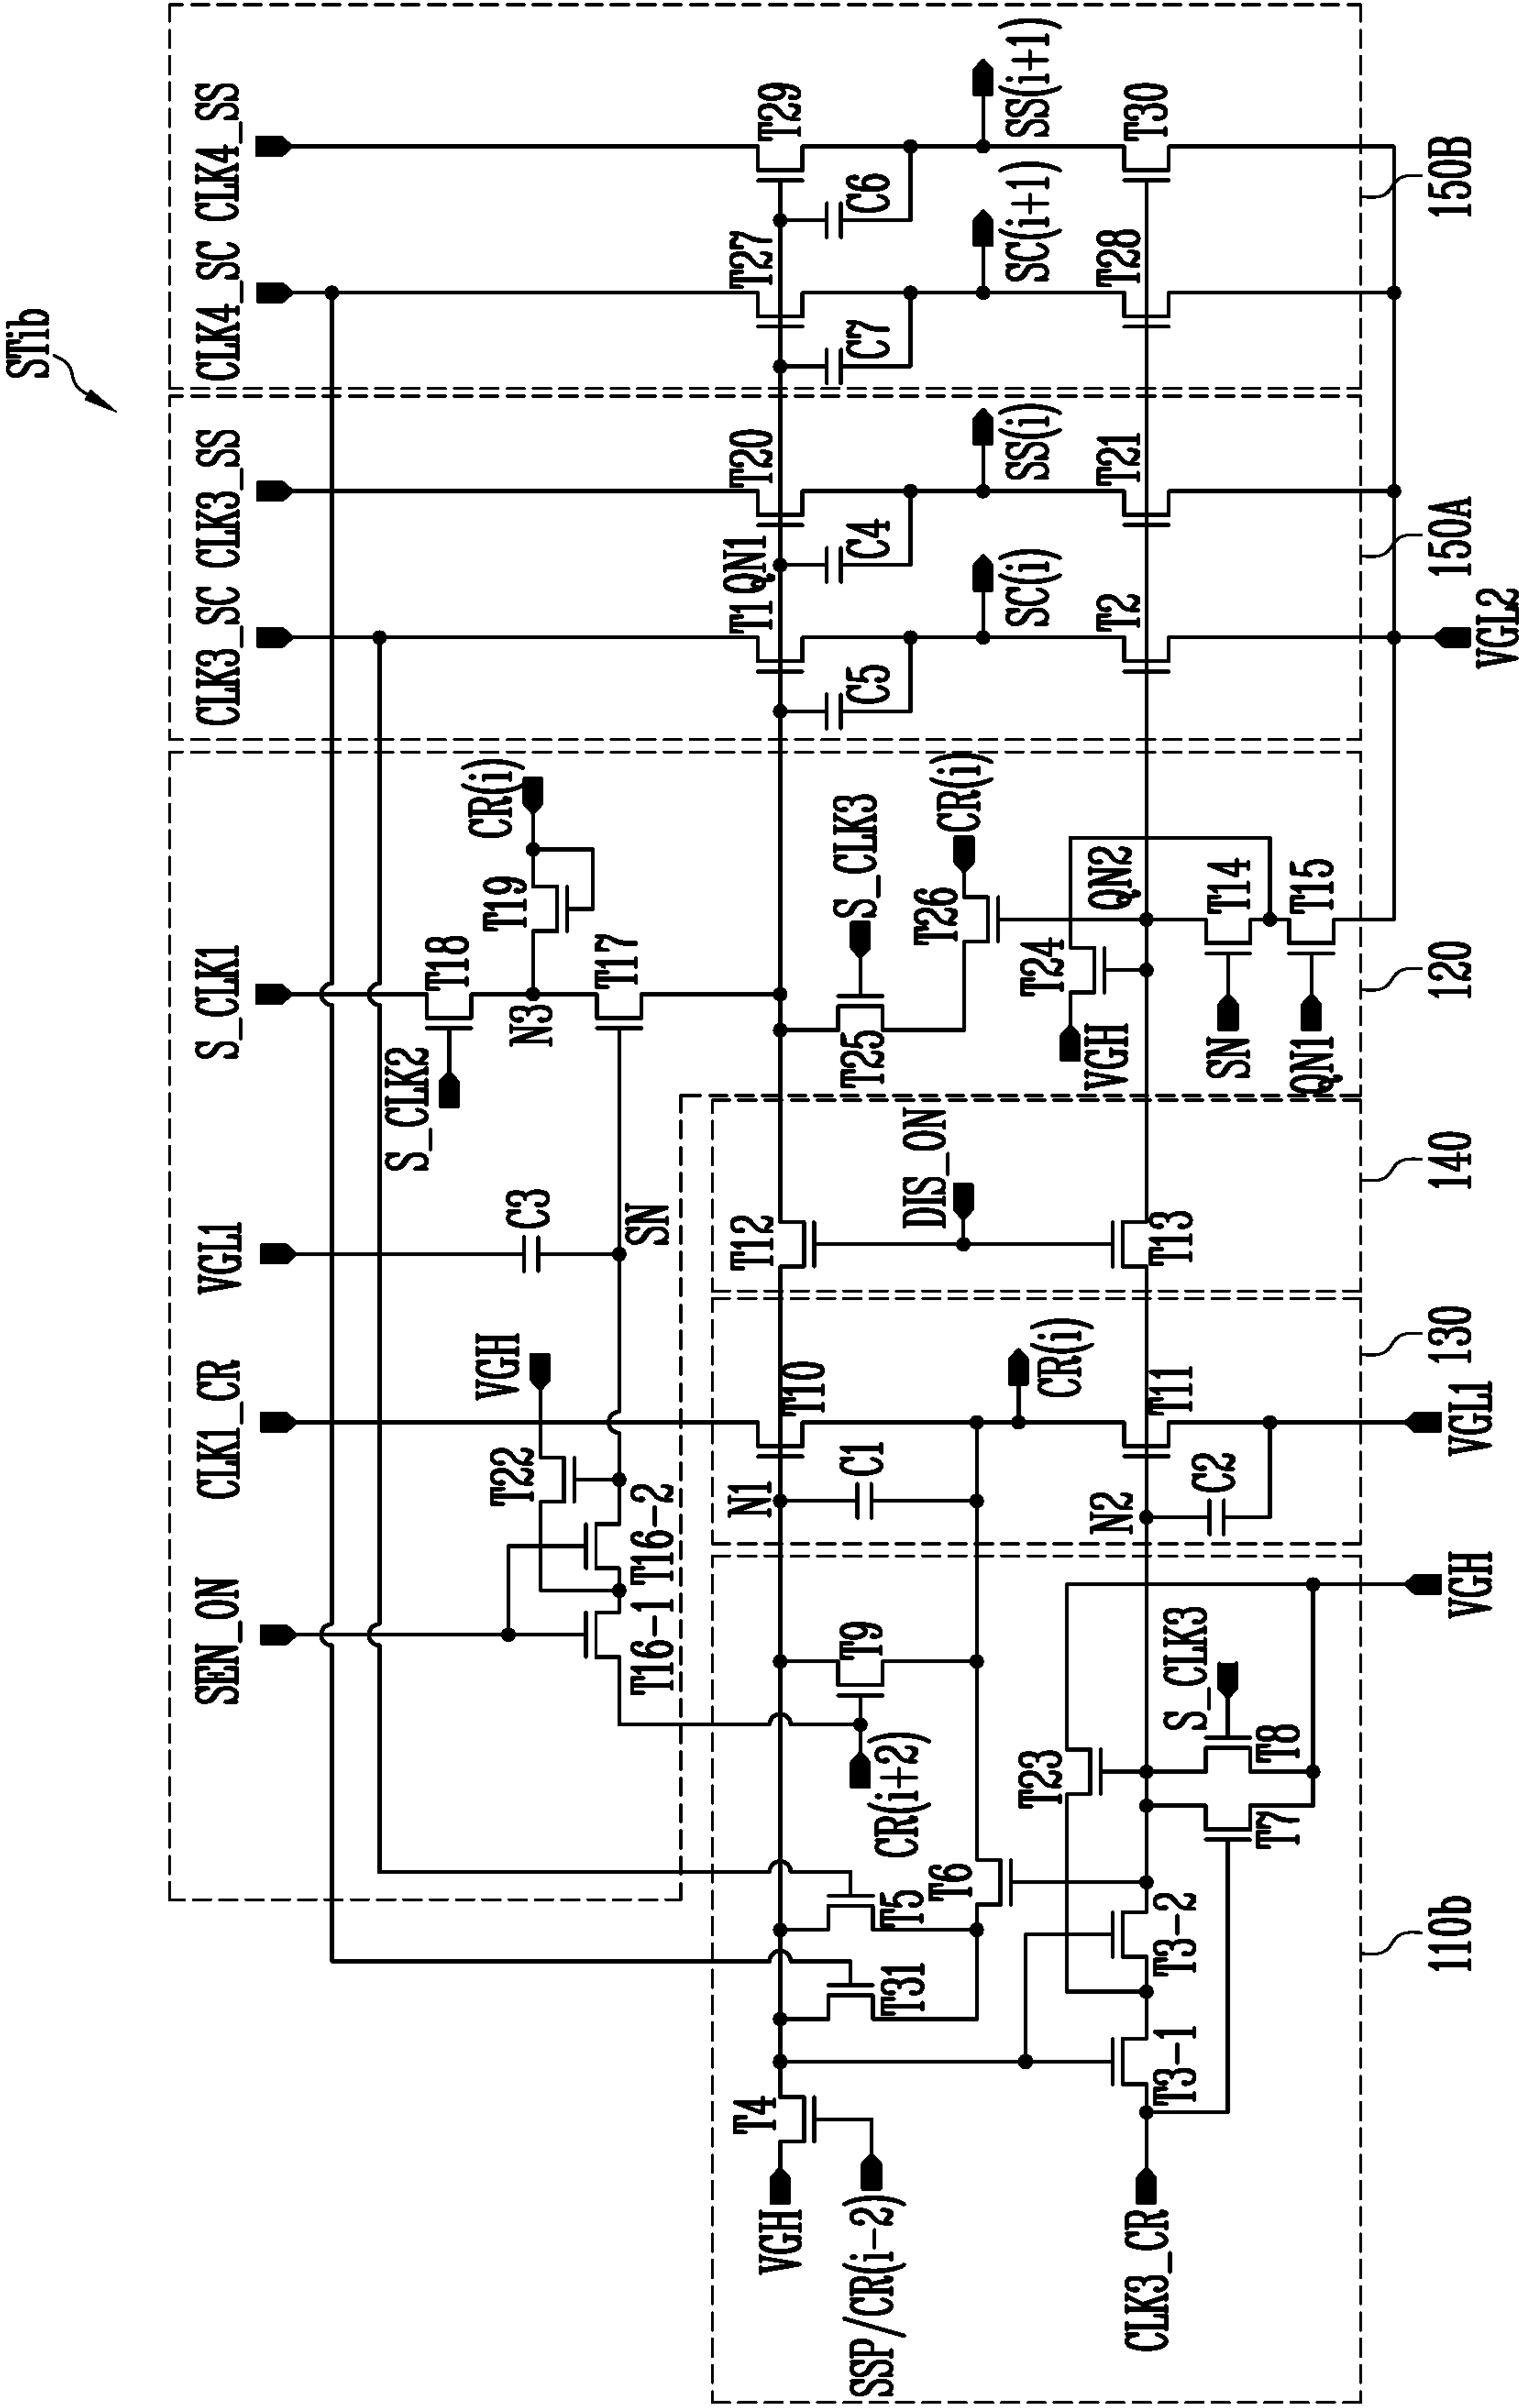 STib
SEN_ON
CLK1_CR
VGL1
S_CLK1
CLK3_SC
CLK3_SS
CLK4_SC
CLK4_SS
S_CLK2
T18
T19
CR(i)
N3
T17
VGH
T22
C3
SN
T16-1
T16-2
VGH
T4
SSP/CR(i-2)
T31
T5
T9
CR(i+2)
T6
N1
T10
C1
CR(i)
T12
DIS_ON
T25
S_CLK3
T26
CR(i)
T1
QN1
C5
SC(i)
T20
C4
SS(i)
T27
C7
SC(i+1)
T29
C6
SS(i+1)
CLK3_CR
T3-1
T3-2
T23
T7
T8
S_CLK3
VGH
N2
T11
C2
VGL1
T13
VGH
T24
QN2
T14
SN
T15
QN1
T2
T21
T28
T30
VGL2
110b
130
140
120
150A
150B